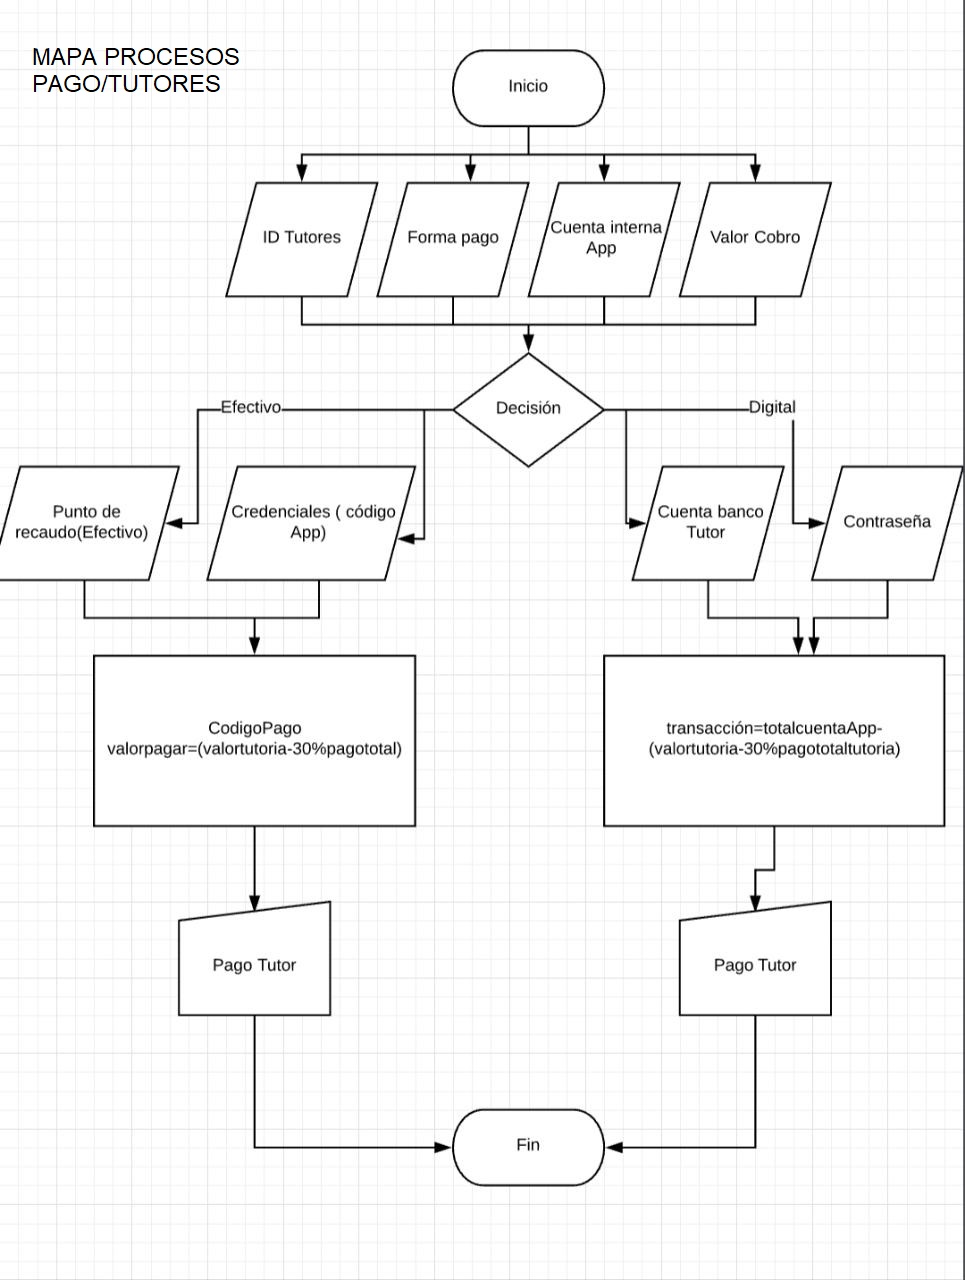 MAPA PROCESOS
PAGO/TUTORES
Inicio
ID Tutores
Forma pago
Cuenta interna
App
Valor Cobro
Decisión
Efectivo
Digital
Punto de
recaudo(Efectivo)
Credenciales ( código
App)
Cuenta banco
Tutor
Contraseña
CodigoPago
valorpagar=(valortutoria-30%pagototal)
transacción=totalcuentaApp-
(valortutoria-30%pagototaltutoria)
Pago Tutor
Pago Tutor
Fin